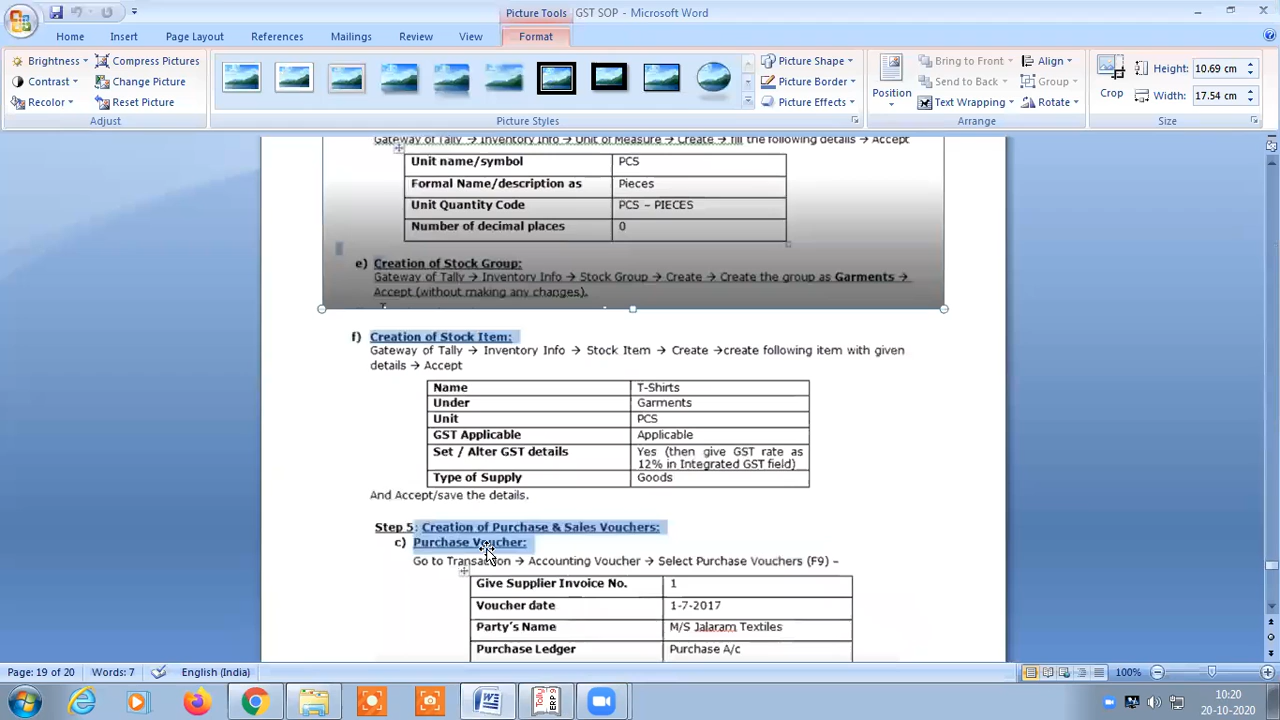 Picture Tools
GST SOP - Microsoft Word
Home
Insert
Page Layout
References
Mailings
Review
View
Format
Brightness
Compress Pictures
Contrast
Change Picture
Recolor
Reset Picture
Adjust
Picture Styles
Picture Shape
Picture Border
Picture Effects
Position
Bring to Front
Send to Back
Text Wrapping
Align
Group
Rotate
Arrange
Crop
Height: 10.69 cm
Width: 17.54 cm
Size
Gateway of Tally → Inventory Info → Unit of Measure → Create → fill the following details → Accept
Unit name/symbol PCS
Formal Name/description as Pieces
Unit Quantity Code PCS – PIECES
Number of decimal places 0
e) Creation of Stock Group:
Gateway of Tally → Inventory Info → Stock Group → Create → Create the group as Garments →
Accept (without making any changes).
f) Creation of Stock Item:
Gateway of Tally → Inventory Info → Stock Item → Create →create following item with given
details → Accept
Name T-Shirts
Under Garments
Unit PCS
GST Applicable Applicable
Set / Alter GST details Yes (then give GST rate as
12% in Integrated GST field)
Type of Supply Goods
And Accept/save the details.
Step 5: Creation of Purchase & Sales Vouchers:
c) Purchase Voucher:
Go to Transaction → Accounting Voucher → Select Purchase Vouchers (F9) –
Give Supplier Invoice No. 1
Voucher date 1-7-2017
Party's Name M/S Jalaram Textiles
Purchase Ledger Purchase A/c
Page: 19 of 20
Words: 7
English (India)
100%
Tally ERP 9
10:20
20-10-2020